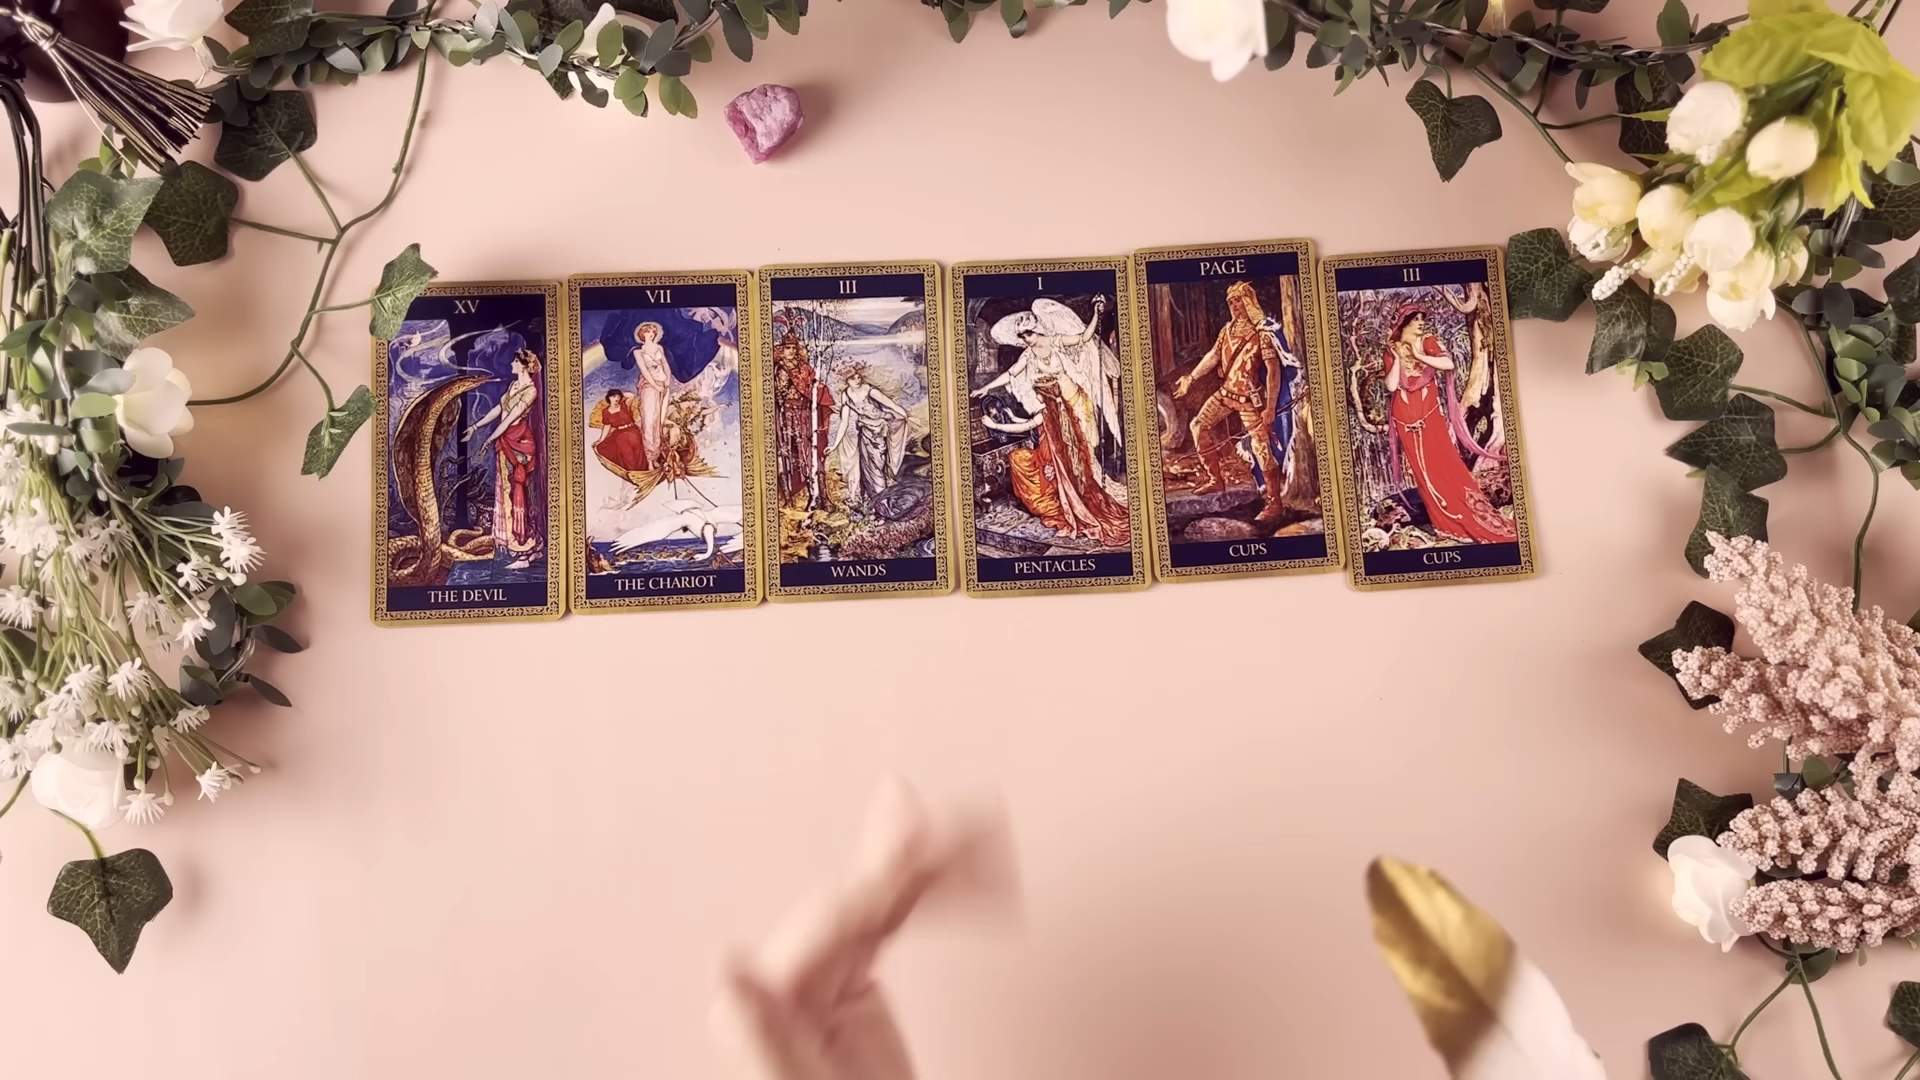 XV
THE DEVIL
VII
THE CHARIOT
III
WANDS
I
PENTACLES
PAGE
CUPS
III
CUPS